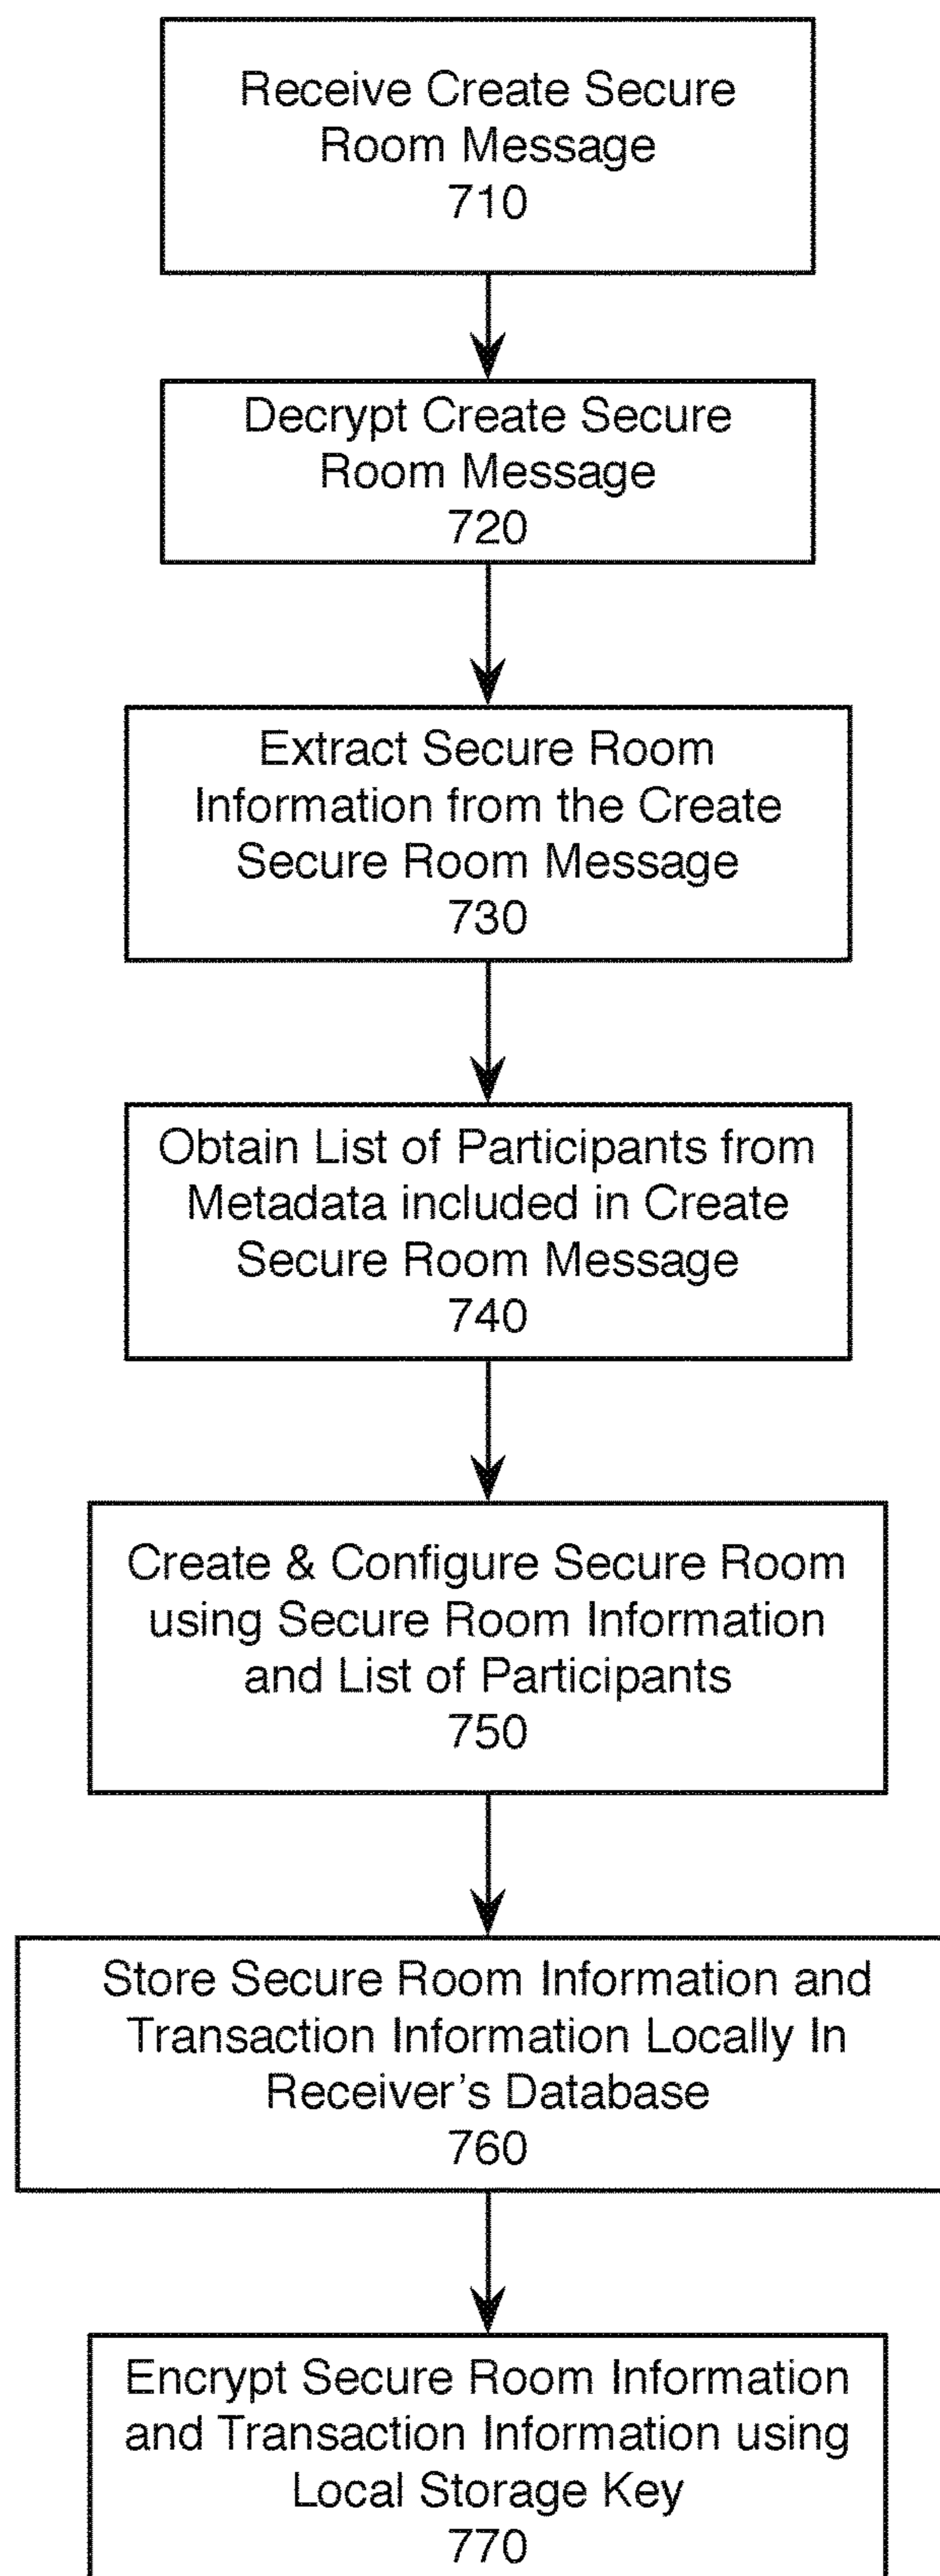 Receive Create Secure
Room Message
710
Decrypt Create Secure
Room Message
720
Extract Secure Room
Information from the Create
Secure Room Message
730
Obtain List of Participants from
Metadata included in Create
Secure Room Message
740
Create & Configure Secure Room
using Secure Room Information
and List of Participants
750
Store Secure Room Information and
Transaction Information Locally In
Receiver's Database
760
Encrypt Secure Room Information
and Transaction Information using
Local Storage Key
770